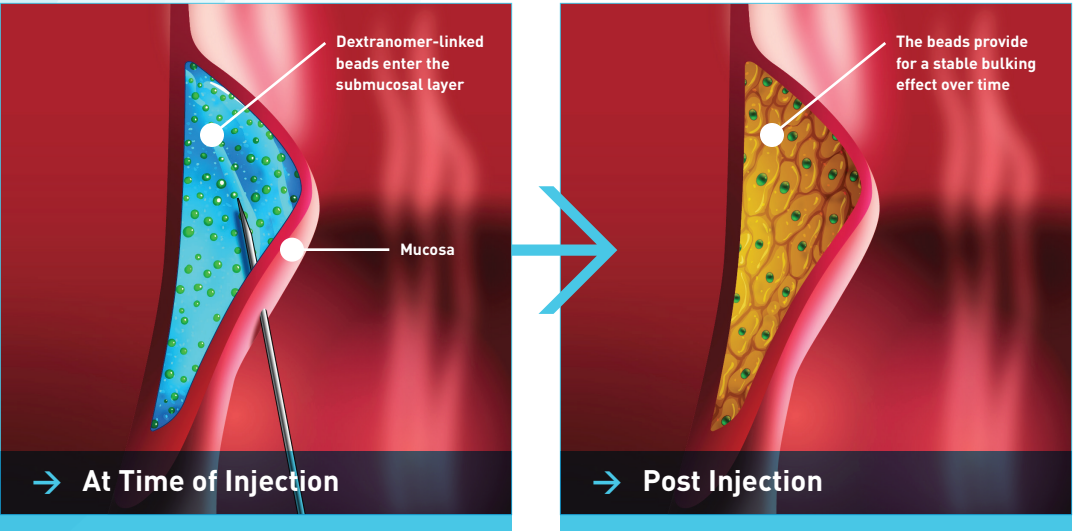 Dextranomer-linked
beads enter the
submucosal layer
Mucosa
At Time of Injection
The beads provide
for a stable bulking
effect over time
Post Injection